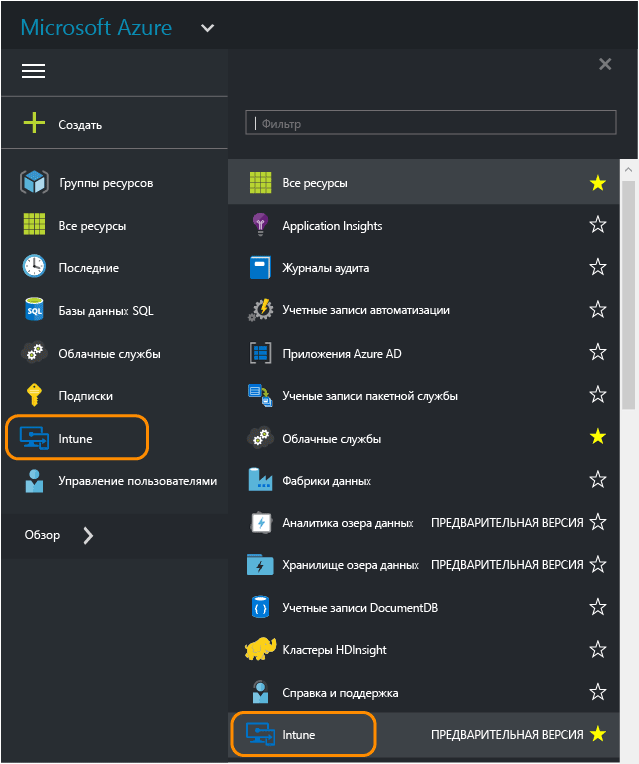 Microsoft Azure
Создать
Группы ресурсов
Все ресурсы
Последние
Базы данных SQL
Облачные службы
Подписки
Intune
Управление пользователями
Обзор
Фильтр
Все ресурсы
Application Insights
Журналы аудита
Учетные записи автоматизации
Приложения Azure AD
Ученые записи пакетной службы
Облачные службы
Фабрики данных
Аналитика озера данных ПРЕДВАРИТЕЛЬНАЯ ВЕРСИЯ
Хранилище озера данных ПРЕДВАРИТЕЛЬНАЯ ВЕРСИЯ
Учетные записи DocumentDB
Кластеры HDInsight
Справка и поддержка
Intune ПРЕДВАРИТЕЛЬНАЯ ВЕРСИЯ